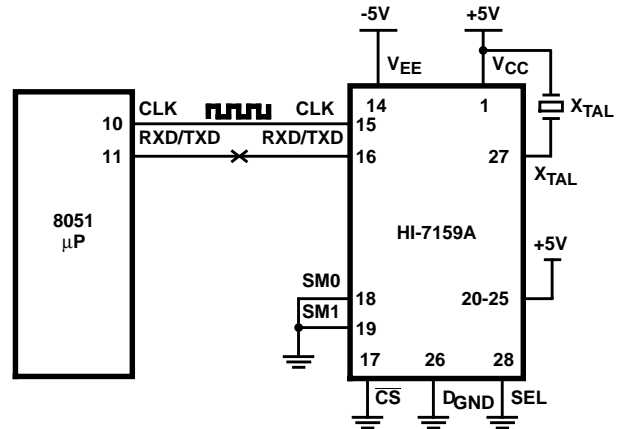 -5V
+5V
VEE
VCC
CLK
CLK
14
1
XTAL
10
15
RXD/TXD
RXD/TXD
11
16
27
XTAL
8051
µP
HI-7159A
+5V
SM0
18
20-25
SM1
19
17
26
28
CS
DGND
SEL